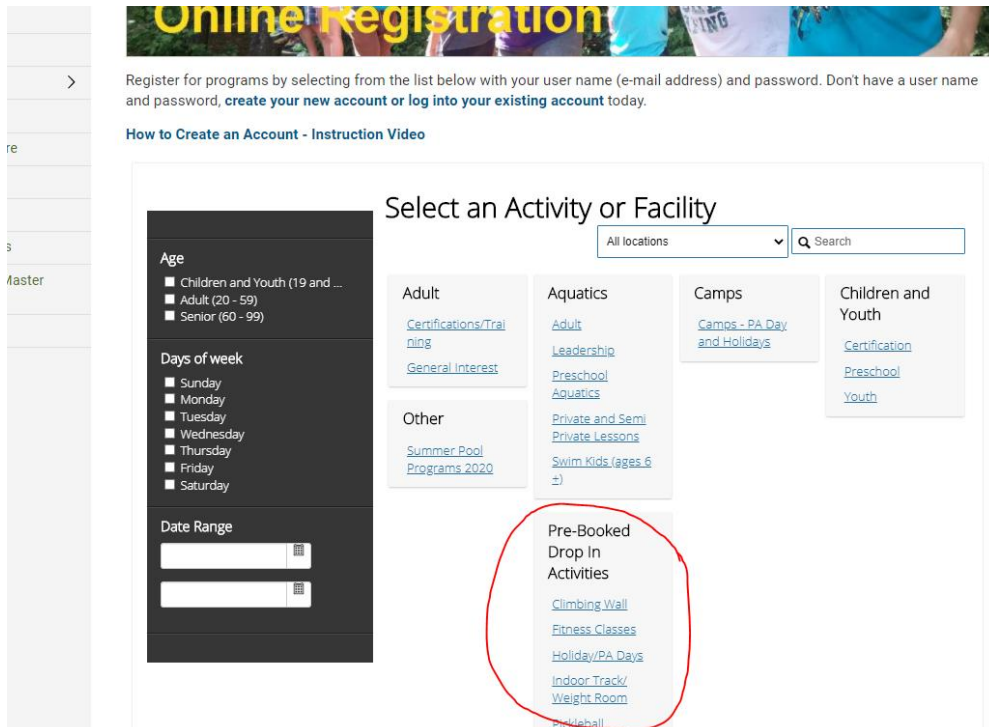 Online Registration
>
Register for programs by selecting from the list below with your user name (e-mail address) and password. Don't have a user name
and password, create your new account or log into your existing account today.
How to Create an Account - Instruction Video
re
s
Master
Select an Activity or Facility
All locations
Search
Age
Children and Youth (19 and ...
Adult (20 - 59)
Senior (60 - 99)
Days of week
Sunday
Monday
Tuesday
Wednesday
Thursday
Friday
Saturday
Date Range
Adult
Certifications/Trai
ning
General Interest
Other
Summer Pool
Programs 2020
Aquatics
Adult
Leadership
Preschool
Aquatics
Private and Semi
Private Lessons
Swim Kids (ages 6
+)
Camps
Camps - PA Day
and Holidays
Children and
Youth
Certification
Preschool
Youth
Pre-Booked
Drop In
Activities
Climbing Wall
Fitness Classes
Holiday/PA Days
Indoor Track/
Weight Room
Pickleball